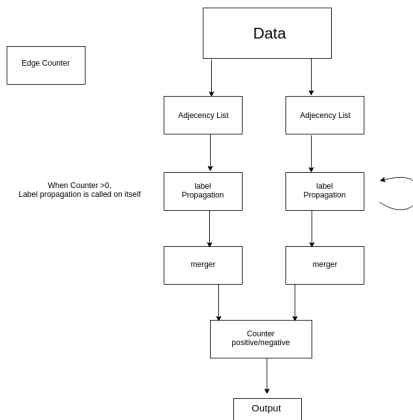 Data
Edge Counter
Adjecency List
Adjecency List
When Counter >0,
Label propagation is called on itself
label
Propagation
label
Propagation
merger
merger
Counter
positive/negative
Output